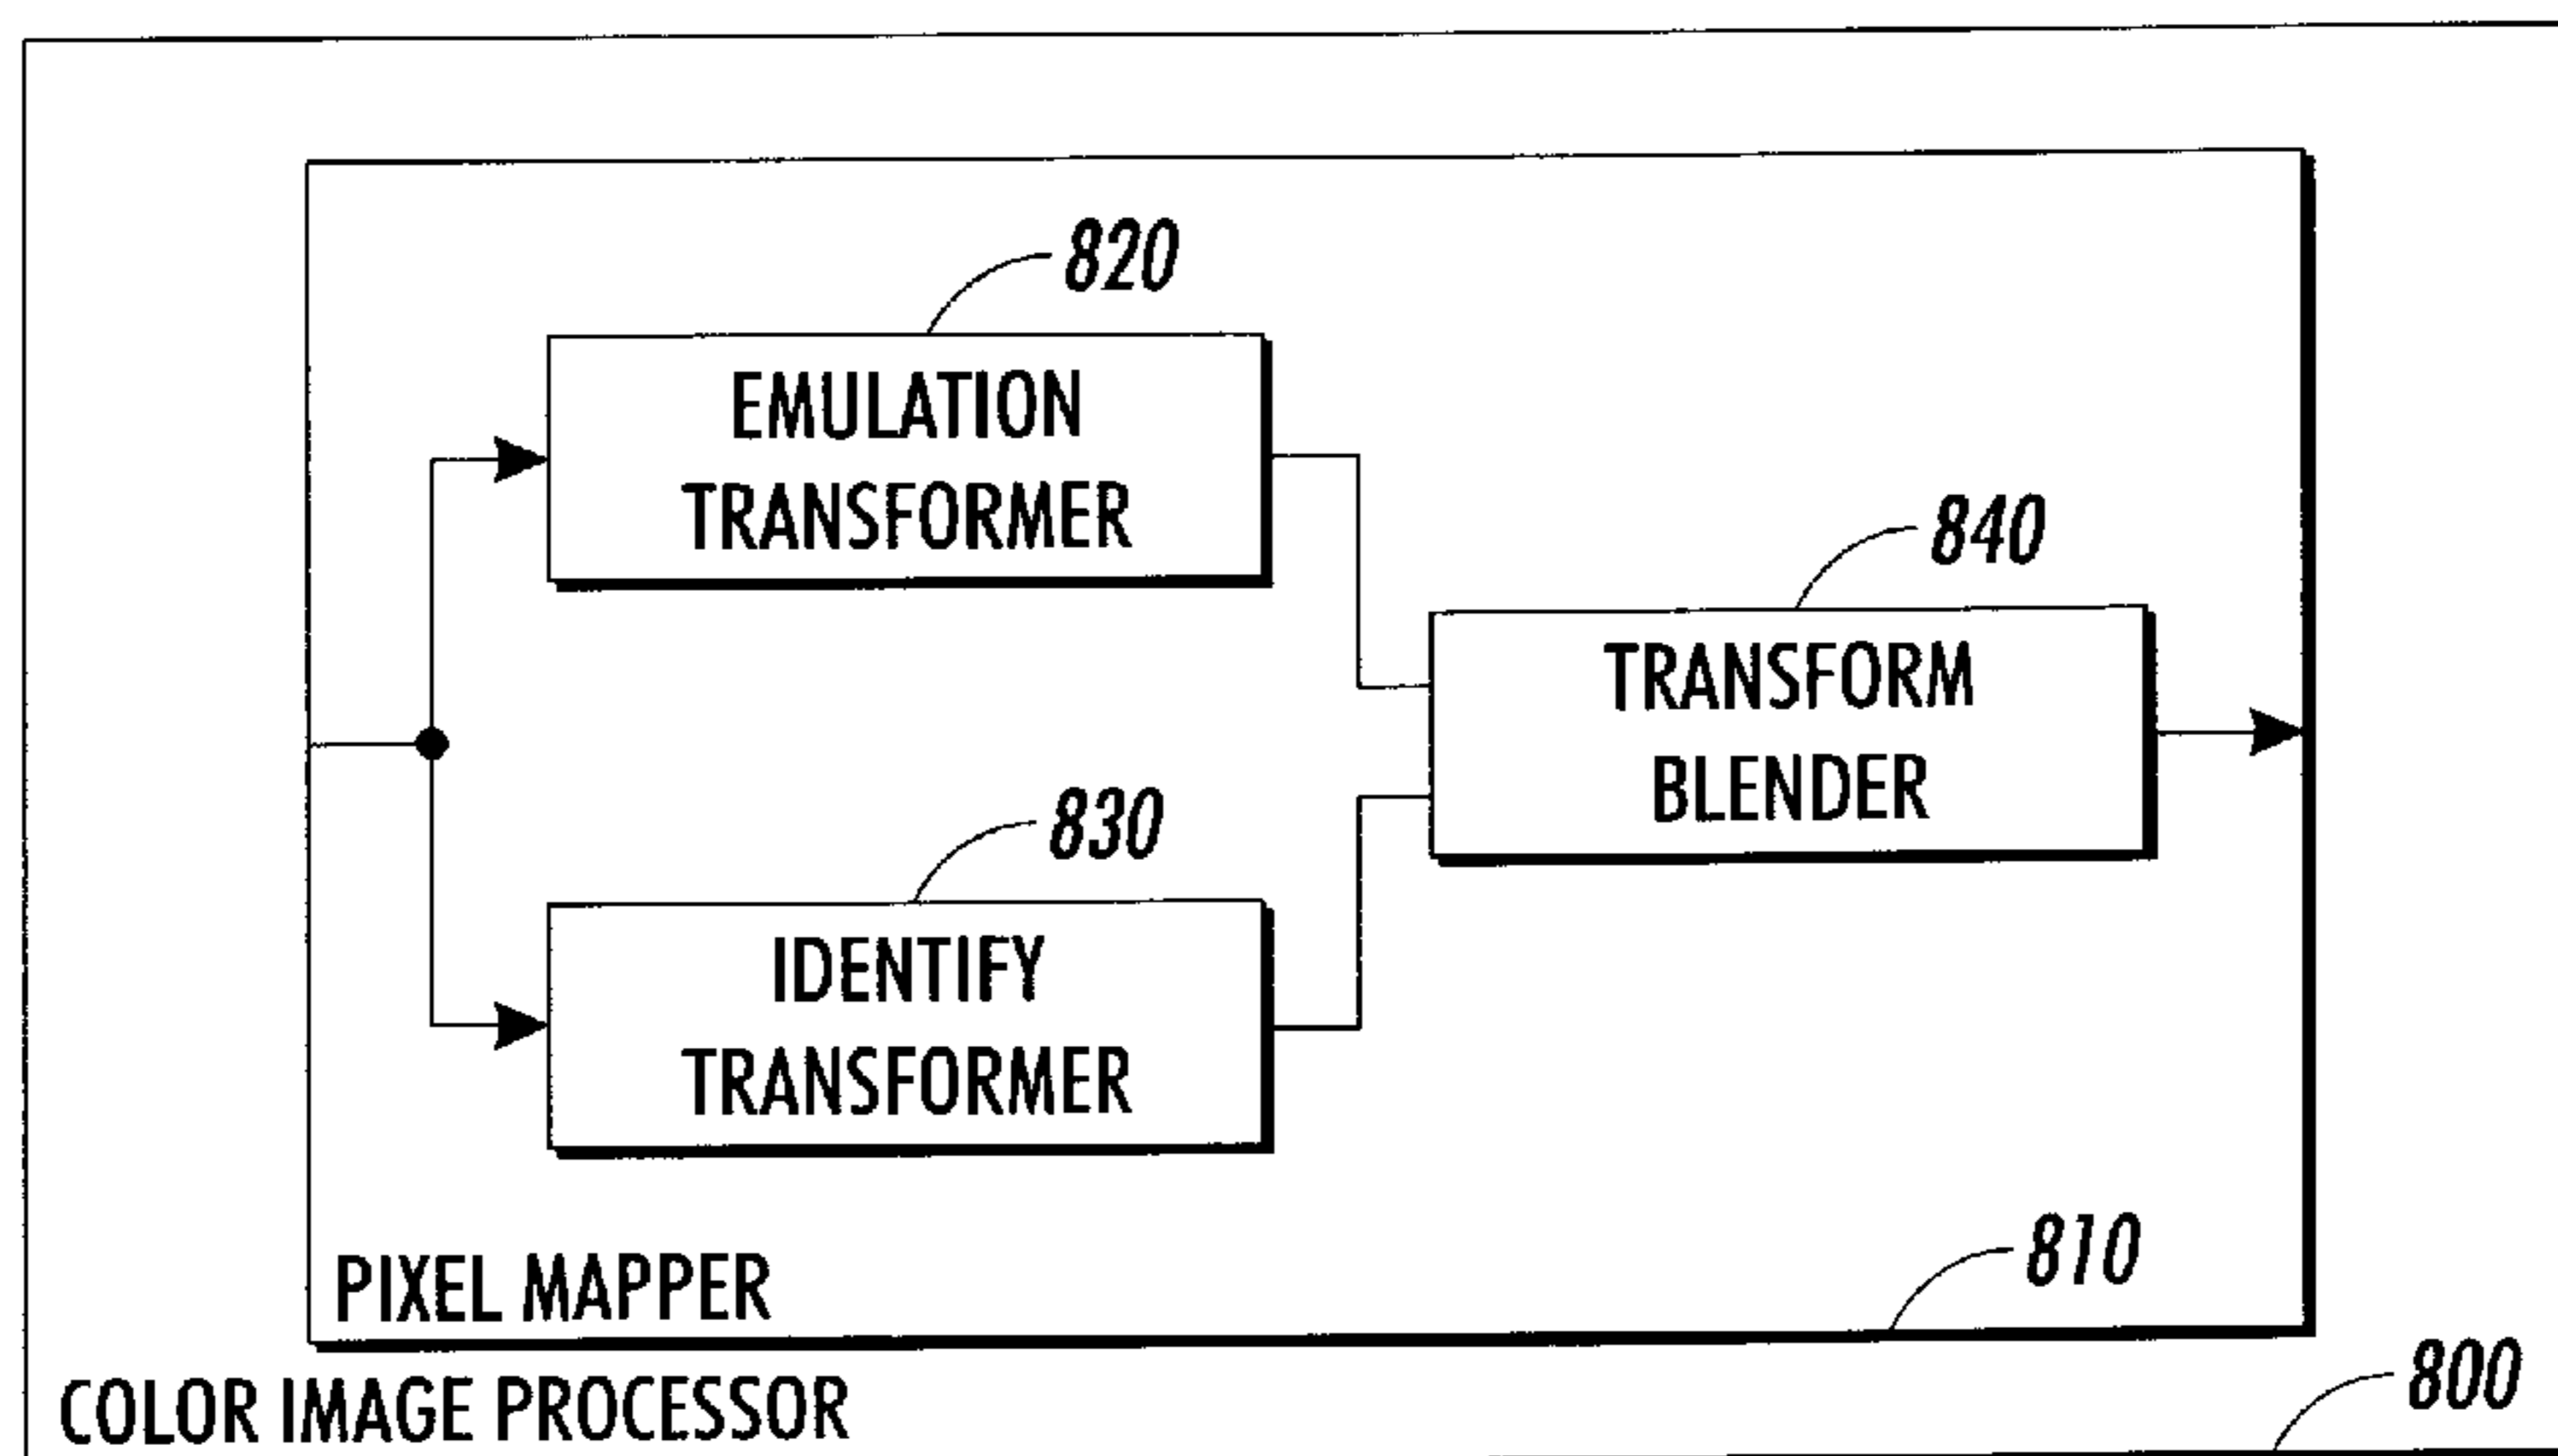 820
EMULATION
TRANSFORMER
840
TRANSFORM
BLENDER
830
IDENTIFY
TRANSFORMER
810
PIXEL MAPPER
800
COLOR IMAGE PROCESSOR